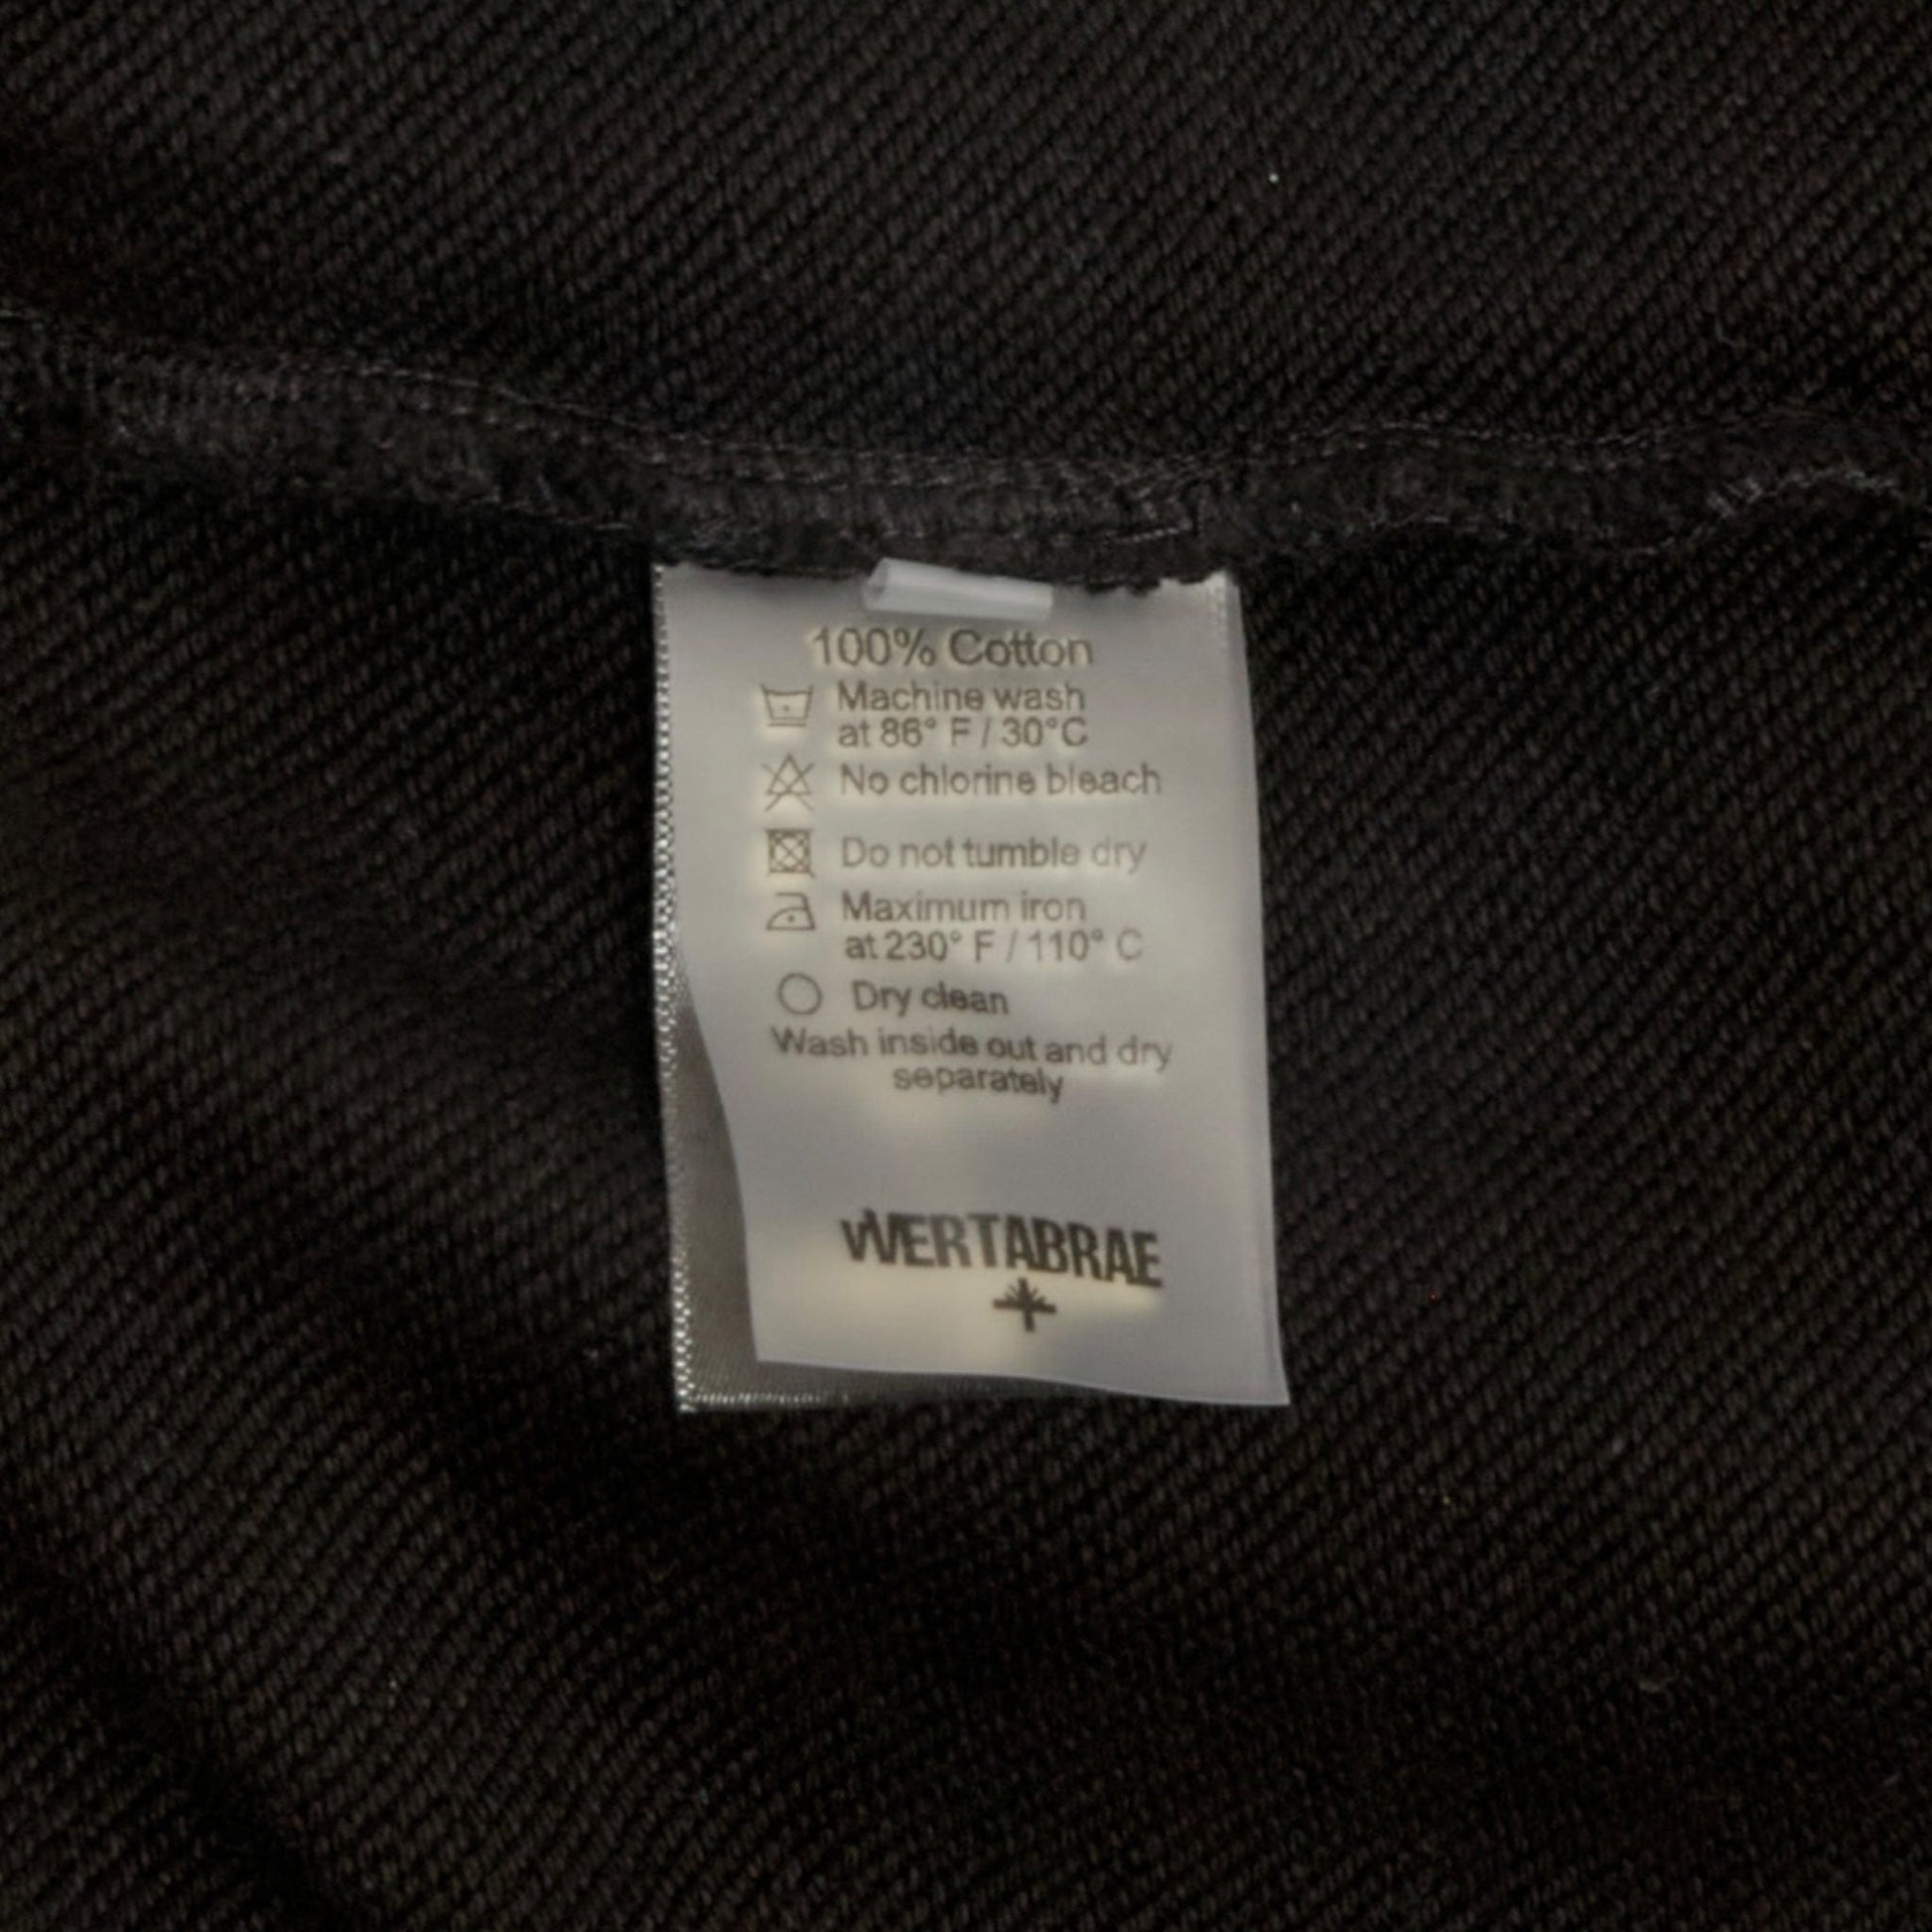 100% Cotton
Machine wash
at 86° F / 30°C
No chlorine bleach
Do not tumble dry
Maximum iron
at 230° F / 110° C
Dry clean
Wash inside out and dry
separately
WERTABRAE